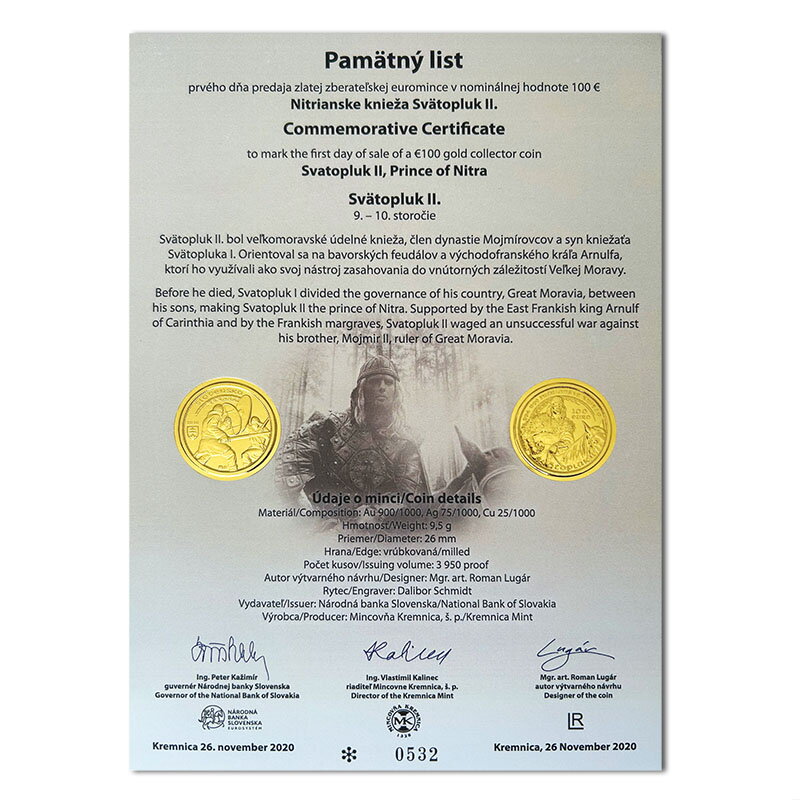 Pamätný list
prvého dňa predaja zlatej zberateľskej euromince v nominálnej hodnote 100 €
Nitrianske knieža Svätopluk II.
Commemorative Certificate
to mark the first day of sale of a €100 gold collector coin
Svatopluk II, Prince of Nitra
Svätopluk II.
9. – 10. storočie
Svätopluk II. bol veľkomoravské údelné knieža, člen dynastie Mojmírovcov a syn kniežaťa
Svätopluka I. Orientoval sa na bavorských feudálov a východofranského kráľa Arnulfa,
ktorí ho využívali ako svoj nástroj zasahovania do vnútorných záležitostí Veľkej Moravy.
Before he died, Svatopluk I divided the governance of his country, Great Moravia, between
his sons, making Svatopluk II the prince of Nitra. Supported by the East Frankish king Arnulf
of Carinthia and by the Frankish margraves, Svatopluk II waged an unsuccessful war against
his brother, Mojmir II, ruler of Great Moravia.
100
EURO
Údaje o minci/Coin details
Materiál/Composition: Au 900/1000, Ag 75/1000, Cu 25/1000
Hmotnosť/Weight: 9,5 g
Priemer/Diameter: 26 mm
Hrana/Edge: vrúbkovaná/milled
Počet kusov/Issuing volume: 3 950 proof
Autor výtvarného návrhu/Designer: Mgr. art. Roman Lugár
Rytec/Engraver: Dalibor Schmidt
Vydavateľ/Issuer: Národná banka Slovenska/National Bank of Slovakia
Výrobca/Producer: Mincovňa Kremnica, š. p./Kremnica Mint
Kalinec
Lugár
Ing. Peter Kažimír
guvernér Národnej banky Slovenska
Governor of the National Bank of Slovakia
Ing. Vlastimil Kalinec
riaditeľ Mincovne Kremnica, š. p.
Director of the Kremnica Mint
Mgr. art. Roman Lugár
autor výtvarného návrhu
Designer of the coin
NÁRODNÁ
BANKA
SLOVENSKA
EUROSYSTÉM
MINCOVŇA KREMNICA
MK
1328
LR
Kremnica 26. november 2020
✻ 0532
Kremnica, 26 November 2020